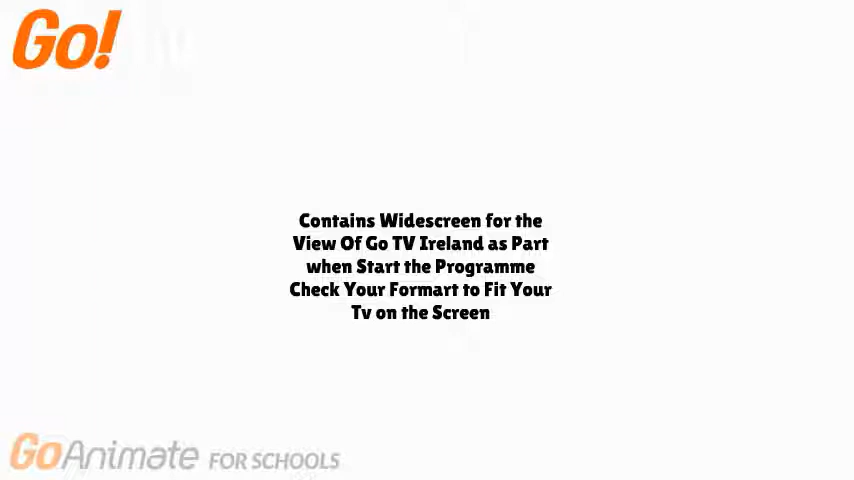 Go!
Contains Widescreen for the
View Of Go TV Ireland as Part
when Start the Programme
Check Your Formart to Fit Your
Tv on the Screen
GoAnimate FOR SCHOOLS